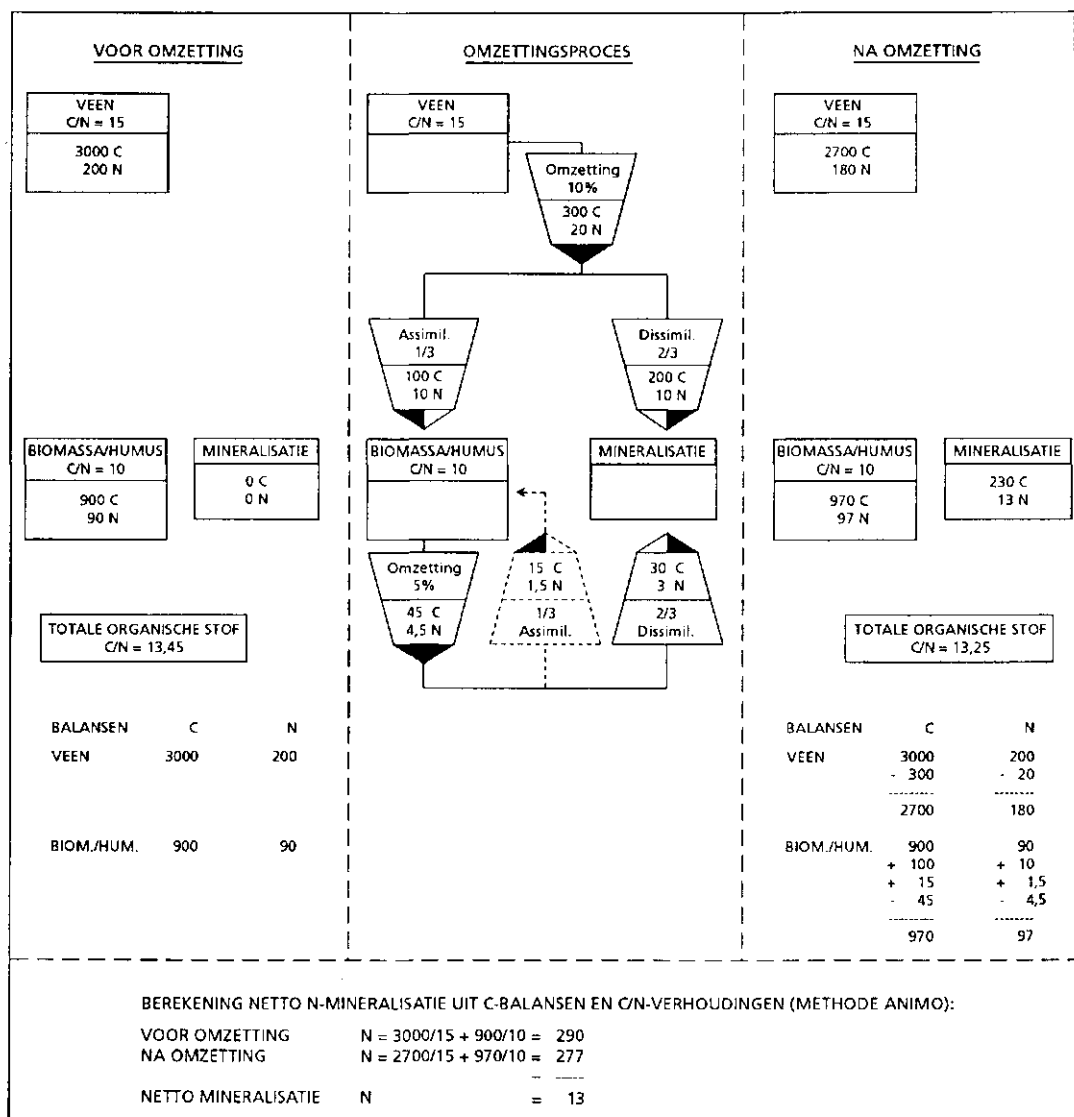 VOOR OMZETTING
VEEN
C/N = 15
3000 C
200 N
BIOMASSA/HUMUS
C/N = 10
900 C
90 N
MINERALISATIE
0 C
0 N
TOTALE ORGANISCHE STOF
C/N = 13,45
BALANSEN C N
VEEN 3000 200
BIOM./HUM. 900 90
OMZETTINGSPROCES
VEEN
C/N = 15
Omzetting
10%
300 C
20 N
Assimil.
1/3
100 C
10 N
Dissimil.
2/3
200 C
10 N
BIOMASSA/HUMUS
C/N = 10
MINERALISATIE
Omzetting
5%
45 C
4,5 N
15 C
1,5 N
1/3
Assimil.
30 C
3 N
2/3
Dissimil.
NA OMZETTING
VEEN
C/N = 15
2700 C
180 N
BIOMASSA/HUMUS
C/N = 10
970 C
97 N
MINERALISATIE
230 C
13 N
TOTALE ORGANISCHE STOF
C/N = 13,25
BALANSEN C N
VEEN 3000 200
- 300 - 20
-------- -------
2700 180
BIOM./HUM. 900 90
+ 100 + 10
+ 15 + 1,5
- 45 - 4,5
-------- -------
970 97
BEREKENING NETTO N-MINERALISATIE UIT C-BALANSEN EN C/N-VERHOUDINGEN (METHODE ANIMO):
VOOR OMZETTING N = 3000/15 + 900/10 = 290
NA OMZETTING N = 2700/15 + 970/10 = 277
– -----
NETTO MINERALISATIE N = 13